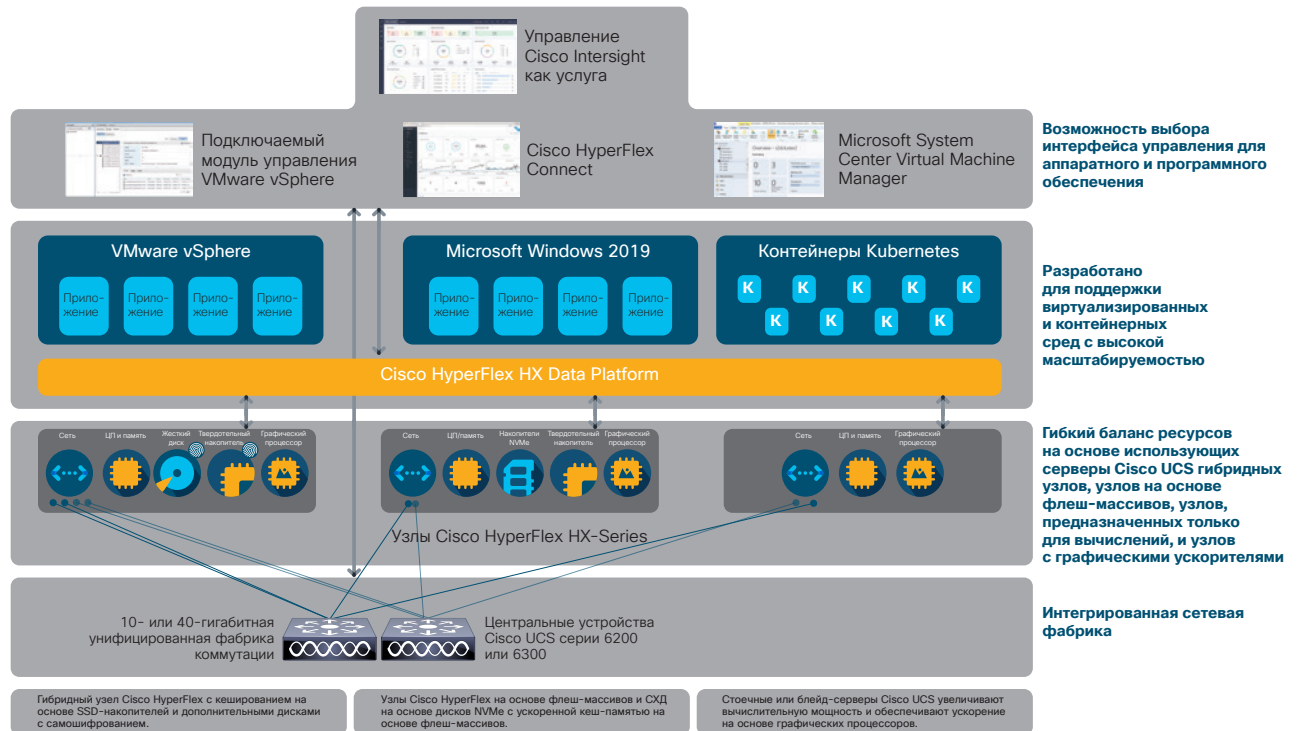 Управление
Cisco Intersight
как услуга
Подключаемый
модуль управления
VMware vSphere
Cisco HyperFlex
Connect
Microsoft System
Center Virtual Machine
Manager
Возможность выбора
интерфейса управления для
аппаратного и программного
обеспечения
VMware vSphere
Прило-
жение
Прило-
жение
Прило-
жение
Прило-
жение
Microsoft Windows 2019
Прило-
жение
Прило-
жение
Прило-
жение
Прило-
жение
Контейнеры Kubernetes
K K K K K
K K K K
Cisco HyperFlex HX Data Platform
Разработано
для поддержки
виртуализированных
и контейнерных
сред с высокой
масштабируемостью
Сеть
ЦП и память
Жесткий
диск
Твердотельный
накопитель
Графический
процессор
Сеть
ЦП/память
Накопители
NVMe
Твердотельный
накопитель
Графический
процессор
Сеть
ЦП и память
Графический
процессор
Узлы Cisco HyperFlex HX-Series
Гибкий баланс ресурсов
на основе использующих
серверы Cisco UCS гибридных
узлов, узлов на основе
флеш-массивов, узлов,
предназначенных только
для вычислений, и узлов
с графическими ускорителями
10- или 40-гигабитная
унифицированная фабрика
коммутации
Центральные устройства
Cisco UCS серии 6200
или 6300
Интегрированная сетевая
фабрика
Гибридный узел Cisco HyperFlex с кешированием на
основе SSD-накопителей и дополнительными дисками
с самошифрованием.
Узлы Cisco HyperFlex на основе флеш-массивов и СХД
на основе дисков NVMe с ускоренной кеш-памятью на
основе флеш-массивов.
Стоечные или блейд-серверы Cisco UCS увеличивают
вычислительную мощность и обеспечивают ускорение
на основе графических процессоров.